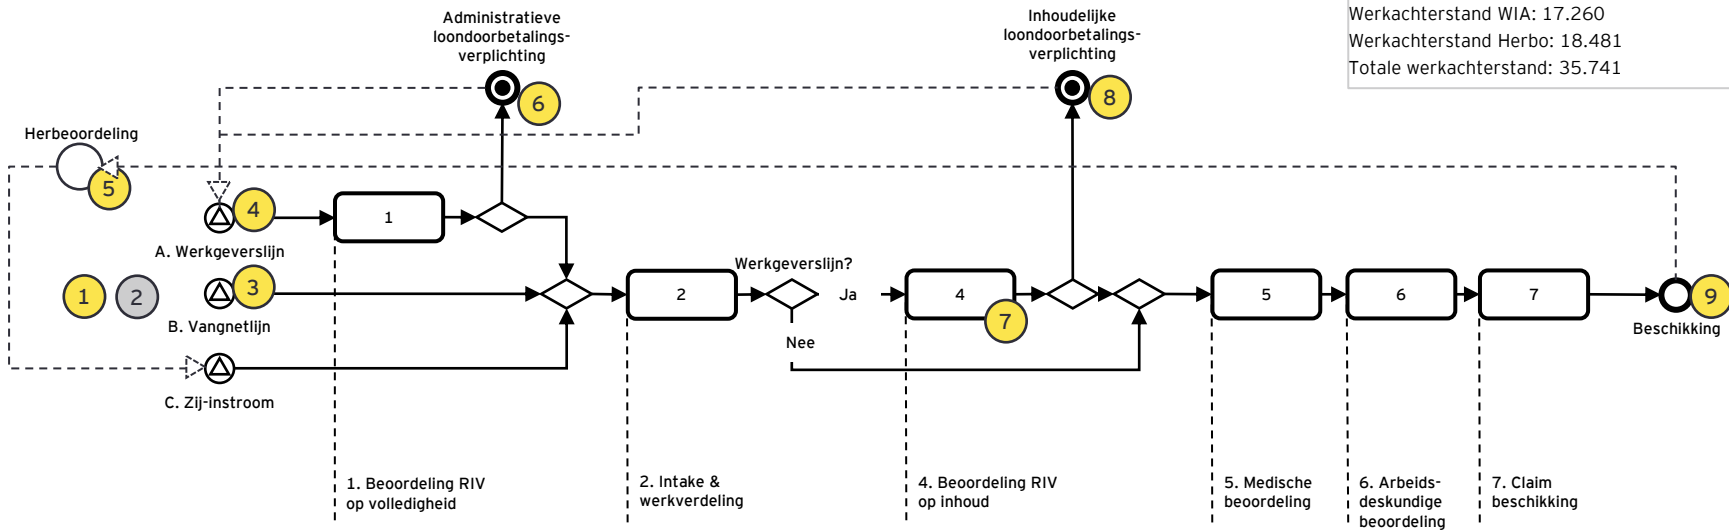 Administratieve
loondoorbetalings-
verplichting
Inhoudelijke
loondoorbetalings-
verplichting
Werkachterstand WIA: 17.260
Werkachterstand Herbo: 18.481
Totale werkachterstand: 35.741
6
8
Herbeoordeling
5
4
1
A. Werkgeverslijn
1
2
3
B. Vangnetlijn
2
Werkgeverslijn?
Ja
Nee
4
7
5
6
7
9
Beschikking
C. Zij-instroom
1. Beoordeling RIV
op volledigheid
2. Intake &
werkverdeling
4. Beoordeling RIV
op inhoud
5. Medische
beoordeling
6. Arbeids-
deskundige
beoordeling
7. Claim
beschikking